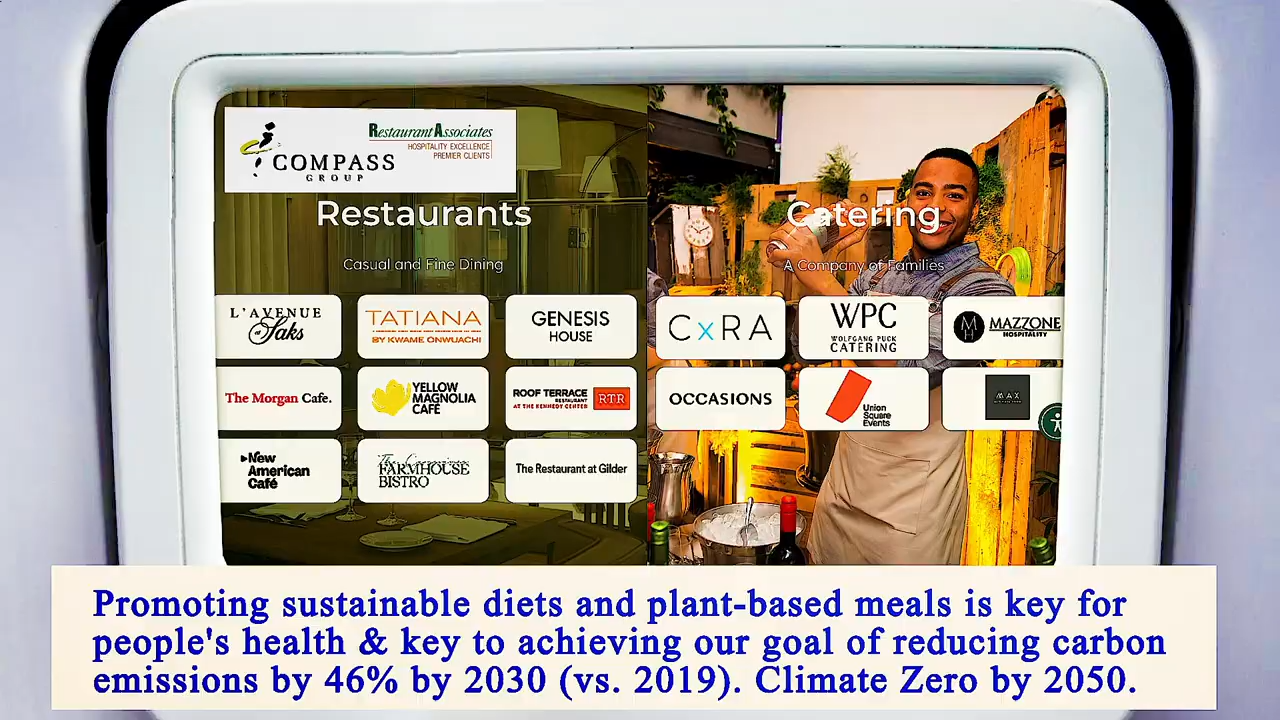 COMPASS
GROUP
Restaurant Associates
HOSPITALITY EXCELLENCE
PREMIER CLIENTS
Restaurants
Casual and Fine Dining
L'AVENUE
at Saks
TATIANA
BY KWAME ONWUACHI
GENESIS
HOUSE
The Morgan Cafe.
YELLOW
MAGNOLIA
CAFÉ
ROOF TERRACE
RESTAURANT
AT THE KENNEDY CENTER
RTR
New
American
Café
FARMHOUSE
BISTRO
The Restaurant at Gilder
Catering
A Company of Families
CxRA
WPC
WOLFGANG PUCK
CATERING
MH
MAZZONE
HOSPITALITY
OCCASIONS
Union
Square
Events
MAX
Promoting sustainable diets and plant-based meals is key for
people's health & key to achieving our goal of reducing carbon
emissions by 46% by 2030 (vs. 2019). Climate Zero by 2050.